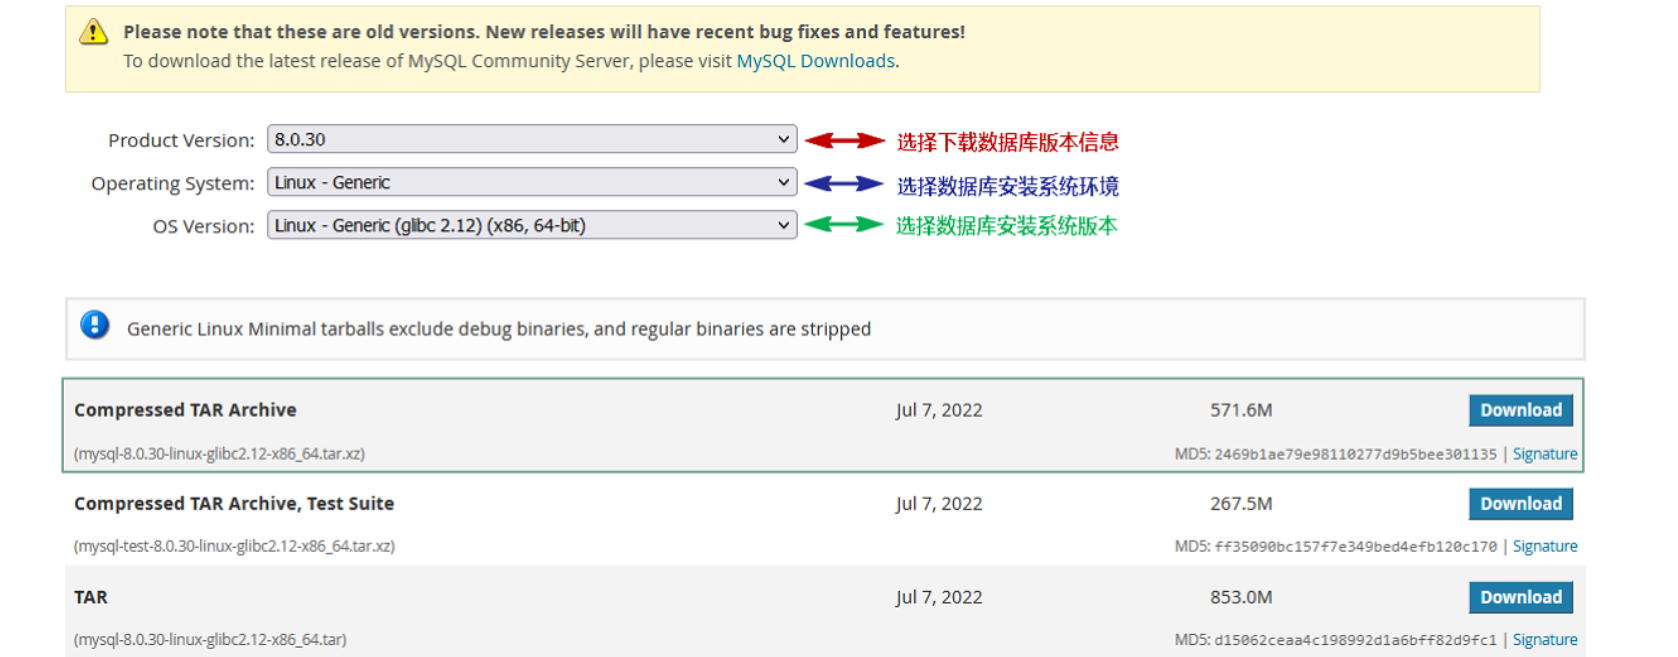 Please note that these are old versions. New releases will have recent bug fixes and features!
To download the latest release of MySQL Community Server, please visit MySQL Downloads.
Product Version: 8.0.30 选择下载数据库版本信息
Operating System: Linux - Generic 选择数据库安装系统环境
OS Version: Linux - Generic (glibc 2.12) (x86, 64-bit) 选择数据库安装系统版本
Generic Linux Minimal tarballs exclude debug binaries, and regular binaries are stripped
Compressed TAR Archive Jul 7, 2022 571.6M Download
(mysql-8.0.30-linux-glibc2.12-x86_64.tar.xz) MD5: 2469b1ae79e98110277d9b5bee301135 | Signature
Compressed TAR Archive, Test Suite Jul 7, 2022 267.5M Download
(mysql-test-8.0.30-linux-glibc2.12-x86_64.tar.xz) MD5: ff35090bc157f7e349bed4efb120c170 | Signature
TAR Jul 7, 2022 853.0M Download
(mysql-8.0.30-linux-glibc2.12-x86_64.tar) MD5: d15062ceaa4c198992d1a6bff82d9fc1 | Signature